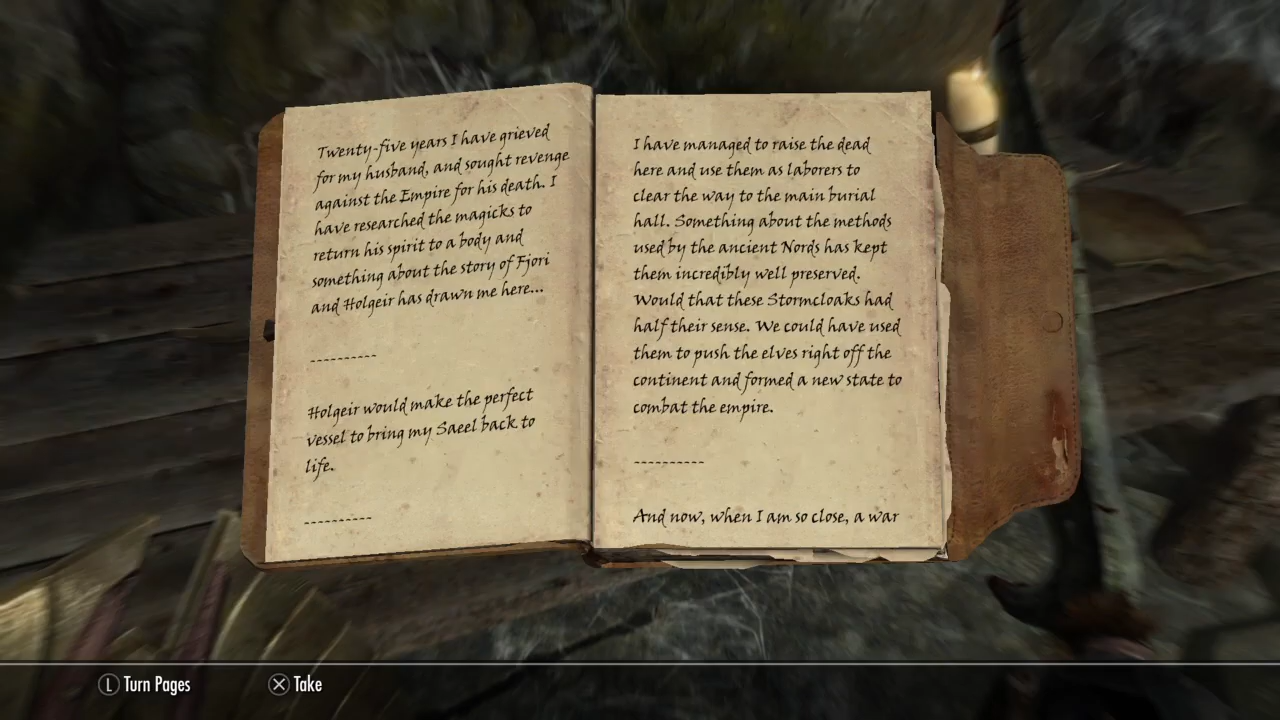 Twenty-five years I have grieved
for my husband, and sought revenge
against the Empire for his death. I
have researched the magicks to
return his spirit to a body and
something about the story of Fjori
and Holgeir has drawn me here...
----------
Holgeir would make the perfect
vessel to bring my Saeel back to
life.
----------
I have managed to raise the dead
here and use them as laborers to
clear the way to the main burial
hall. Something about the methods
used by the ancient Nords has kept
them incredibly well preserved.
Would that these Stormcloaks had
half their sense. We could have used
them to push the elves right off the
continent and formed a new state to
combat the empire.
----------
And now, when I am so close, a war
L Turn Pages
X Take